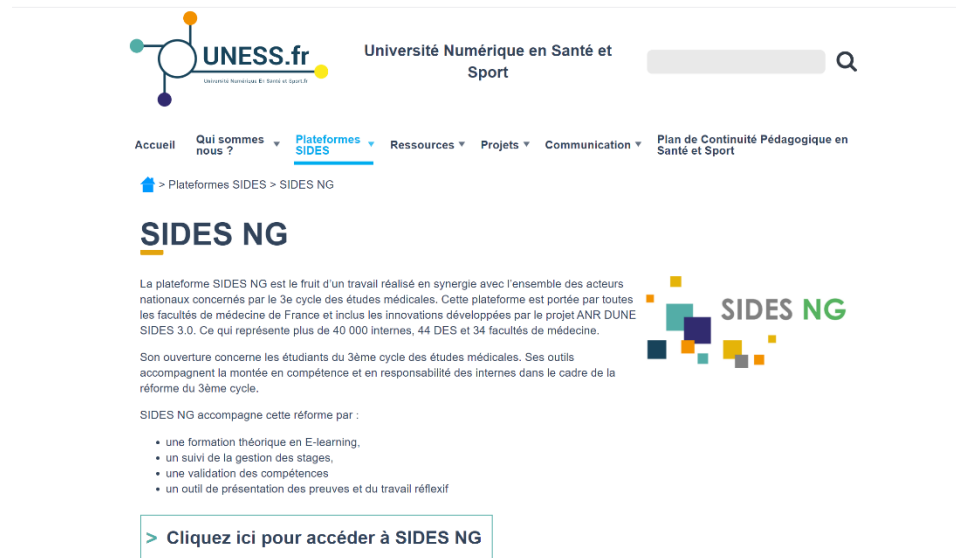 UNESS.fr
Université Numérique En Santé et Sport.fr
Université Numérique en Santé et
Sport
Accueil
Qui sommes
nous ?
Plateformes
SIDES
Ressources
Projets
Communication
Plan de Continuité Pédagogique en
Santé et Sport
> Plateformes SIDES > SIDES NG
SIDES NG
La plateforme SIDES NG est le fruit d'un travail réalisé en synergie avec l'ensemble des acteurs
nationaux concernés par le 3e cycle des études médicales. Cette plateforme est portée par toutes
les facultés de médecine de France et inclus les innovations développées par le projet ANR DUNE
SIDES 3.0. Ce qui représente plus de 40 000 internes, 44 DES et 34 facultés de médecine.
SIDES NG
Son ouverture concerne les étudiants du 3ème cycle des études médicales. Ses outils
accompagnent la montée en compétence et en responsabilité des internes dans le cadre de la
réforme du 3ème cycle.
SIDES NG accompagne cette réforme par :
• une formation théorique en E-learning,
• un suivi de la gestion des stages,
• une validation des compétences
• un outil de présentation des preuves et du travail réflexif
> Cliquez ici pour accéder à SIDES NG